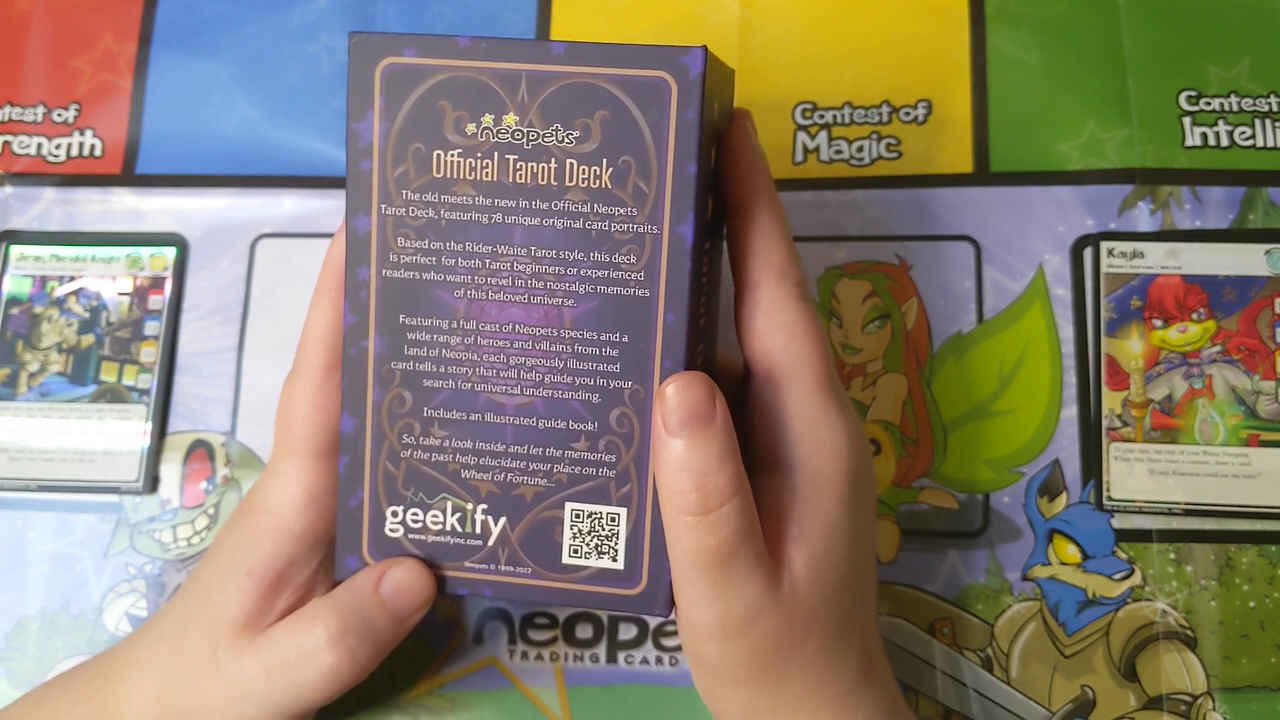 ntest of
rength
Contest of
Magic
Contest
Intelli
neopets
Official Tarot Deck
The old meets the new in the Official Neopets
Tarot Deck, featuring 78 unique original card portraits.
Based on the Rider-Waite Tarot style, this deck
is perfect for both Tarot beginners or experienced
readers who want to revel in the nostalgic memories
of this beloved universe.
Featuring a full cast of Neopets species and a
wide range of heroes and villains from the
land of Neopia, each gorgeously illustrated
card tells a story that will help guide you in your
search for universal understanding.
Includes an illustrated guide book!
So, take a look inside and let the memories
of the past help elucidate your place on the
Wheel of Fortune...
geekify
www.geekifyinc.com
Neopets © 1999-2022
Kayla
neope
TRADING CARD